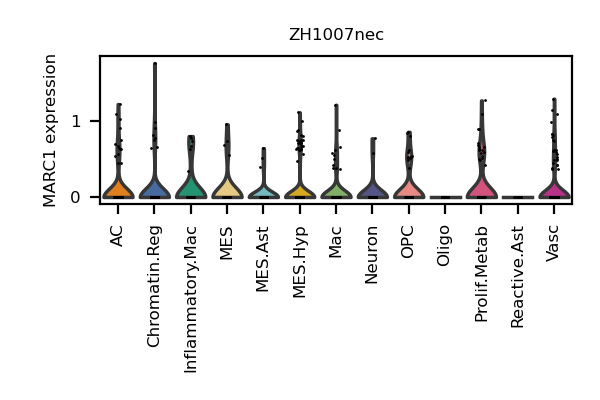 ZH1007nec
MARC1 expression
1
0
AC
Chromatin.Reg
Inflammatory.Mac
MES
MES.Ast
MES.Hyp
Mac
Neuron
OPC
Oligo
Prolif.Metab
Reactive.Ast
Vasc